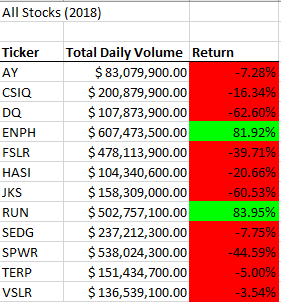 All Stocks (2018)
Ticker Total Daily Volume Return
AY $ 83,079,900.00 -7.28%
CSIQ $ 200,879,900.00 -16.34%
DQ $ 107,873,900.00 -62.60%
ENPH $ 607,473,500.00 81.92%
FSLR $ 478,113,900.00 -39.71%
HASI $ 104,340,600.00 -20.66%
JKS $ 158,309,000.00 -60.53%
RUN $ 502,757,100.00 83.95%
SEDG $ 237,212,300.00 -7.75%
SPWR $ 538,024,300.00 -44.59%
TERP $ 151,434,700.00 -5.00%
VSLR $ 136,539,100.00 -3.54%